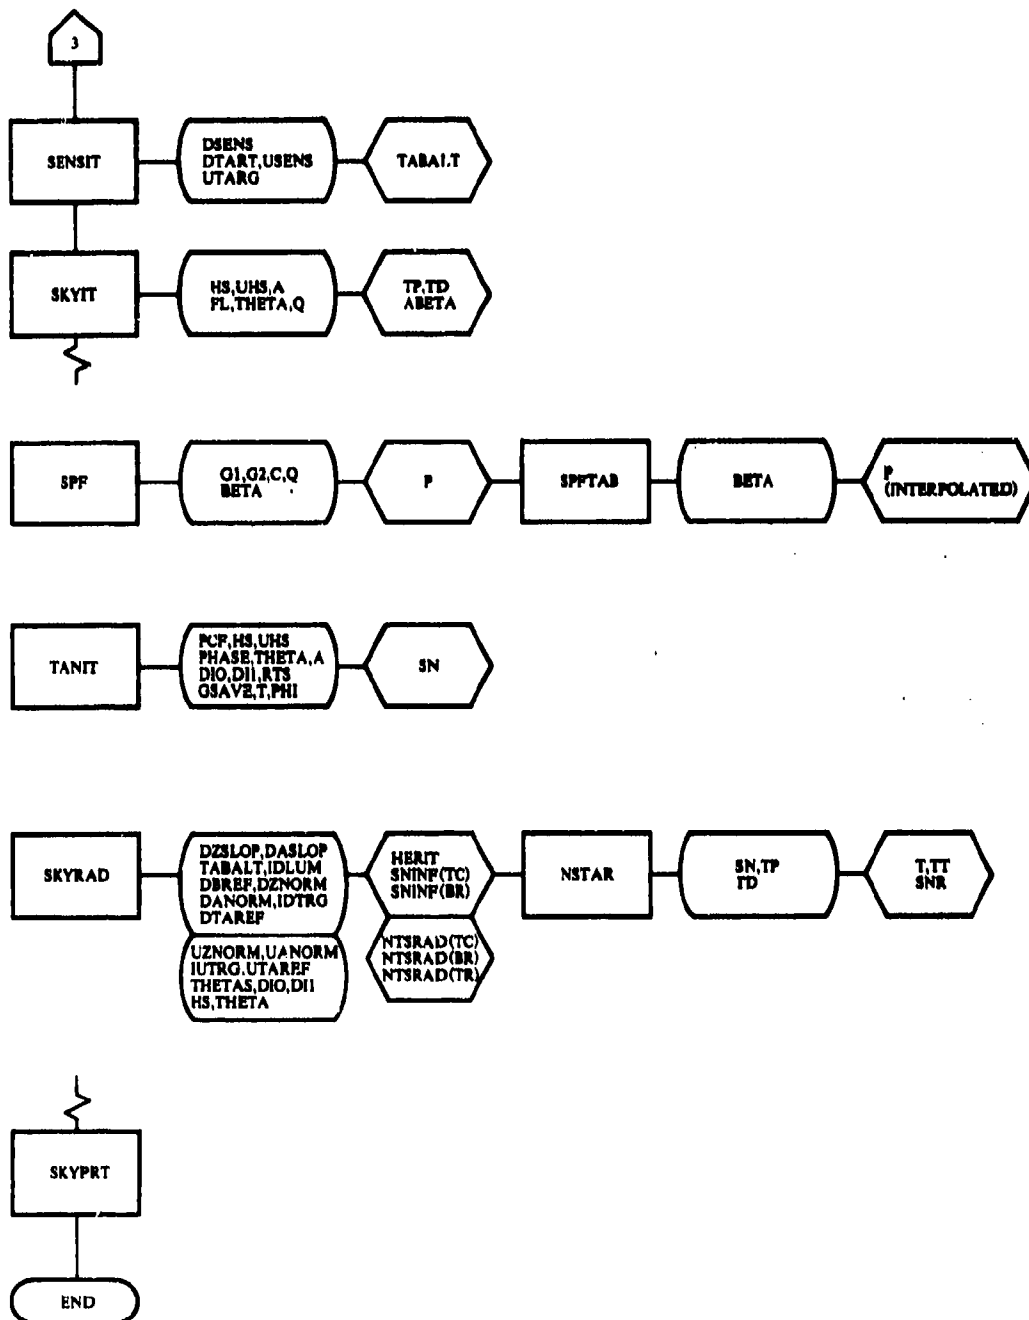 3
SENSIT
DSENS
DTART,USENS
UTARG
TABALT
SKYIT
HS,UHS,A
FL,THETA,Q
TP,TD
ABETA
SPF
G1,G2,C,Q
BETA
P
SPFTAB
BETA
P
(INTERPOLATED)
TANIT
PCF,HS,UHS
PHASE,THETA,A
DIO,DI1,RTS
GSAVE,T,PHI
SN
SKYRAD
DZSLOP,DASLOP
TABALT,IDLUM
DBREF,DZNORM
DANORM,IDTRG
DTAREF
UZNORM,UANORM
IUTRG,UTAREF
THETAS,DIO,DI1
HS,THETA
HERIT
SNINF(TC)
SNINF(BR)
NTSRAD(TC)
NTSRAD(BR)
NTSRAD(TR)
NSTAR
SN,TP
TD
T,TT
SNR
SKYPRT
END